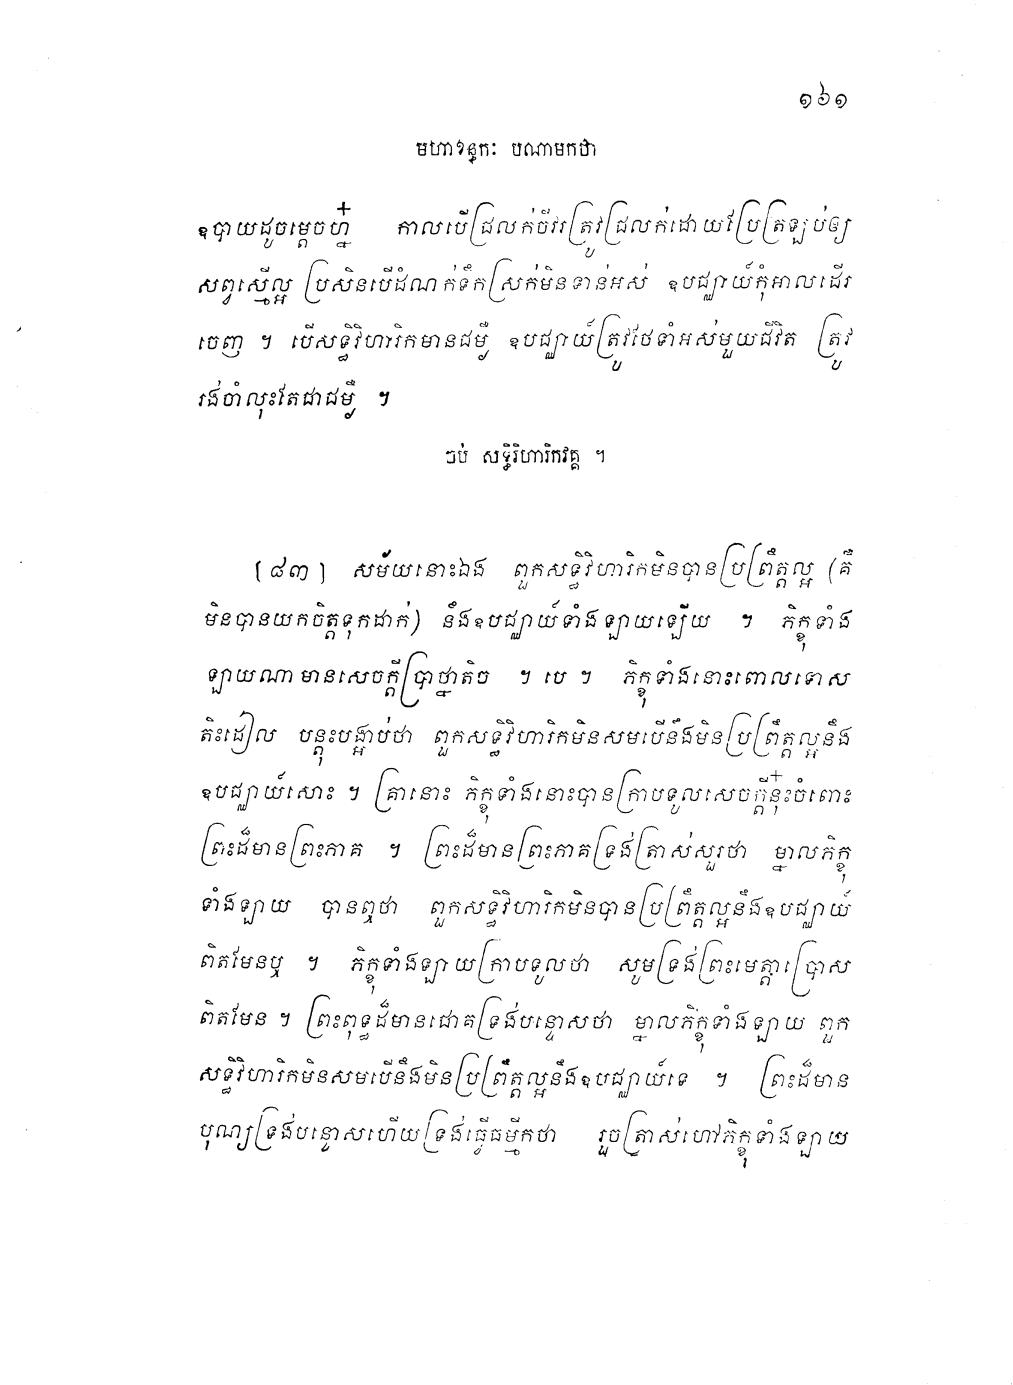 ១៦១
មហាខន្ធកៈ បណាមកថា
ឧបាយដូចម្តេចហ្ន៎ កាលបើជ្រលក់ចីវរត្រូវជ្រលក់ដោយប្រែត្រឡប់ឲ្យ
សព្វស្មើល្អ ប្រសិនបើដំណក់ទឹកស្រក់មិនទាន់អស់ ឧបជ្ឈាយ៍កុំអាលដើរ
ចេញ ។ បើសទ្ធិវិហារិកមានជម្ងឺ ឧបជ្ឈាយ៍ត្រូវថែទាំអស់មួយជីវិត ត្រូវ
រង់ចាំលុះតែជាជម្ងឺ ។
ចប់ សទ្ធិវិហារិកវត្ត ។
[៨៣] សម័យនោះឯង ពួកសទ្ធិវិហារិកមិនបានប្រព្រឹត្តល្អ (គឺ
មិនបានយកចិត្តទុកដាក់) នឹងឧបជ្ឈាយ៍ទាំងឡាយឡើយ ។ ភិក្ខុទាំង
ឡាយណាមានសេចក្តីប្រាថ្នាតិច ។ បេ ។ ភិក្ខុទាំងនោះពោលទោស
តិះដៀល បន្តុះបង្អាប់ថា ពួកសទ្ធិវិហារិកមិនសមបើនឹងមិនប្រព្រឹត្តល្អនឹង
ឧបជ្ឈាយ៍សោះ ។ គ្រានោះ ភិក្ខុទាំងនោះបានក្រាបទូលសេចក្តីនុ៎ះចំពោះ
ព្រះដ៏មានព្រះភាគ ។ ព្រះដ៏មានព្រះភាគទ្រង់ត្រាស់សួរថា ម្នាលភិក្ខុ
ទាំងឡាយ បានឮថា ពួកសទ្ធិវិហារិកមិនបានប្រព្រឹត្តល្អនឹងឧបជ្ឈាយ៍
ពិតមែនឬ ។ ភិក្ខុទាំងឡាយក្រាបទូលថា សូមទ្រង់ព្រះមេត្តាប្រោស
ពិតមែន ។ ព្រះពុទ្ធដ៏មានជោគទ្រង់បន្ទោសថា ម្នាលភិក្ខុទាំងឡាយ ពួក
សទ្ធិវិហារិកមិនសមបើនឹងមិនប្រព្រឹត្តល្អនឹងឧបជ្ឈាយ៍ទេ ។ ព្រះដ៏មាន
បុណ្យទ្រង់បន្ទោសហើយទ្រង់ធ្វើធម្មីកថា រួចត្រាស់ហៅភិក្ខុទាំងឡាយ